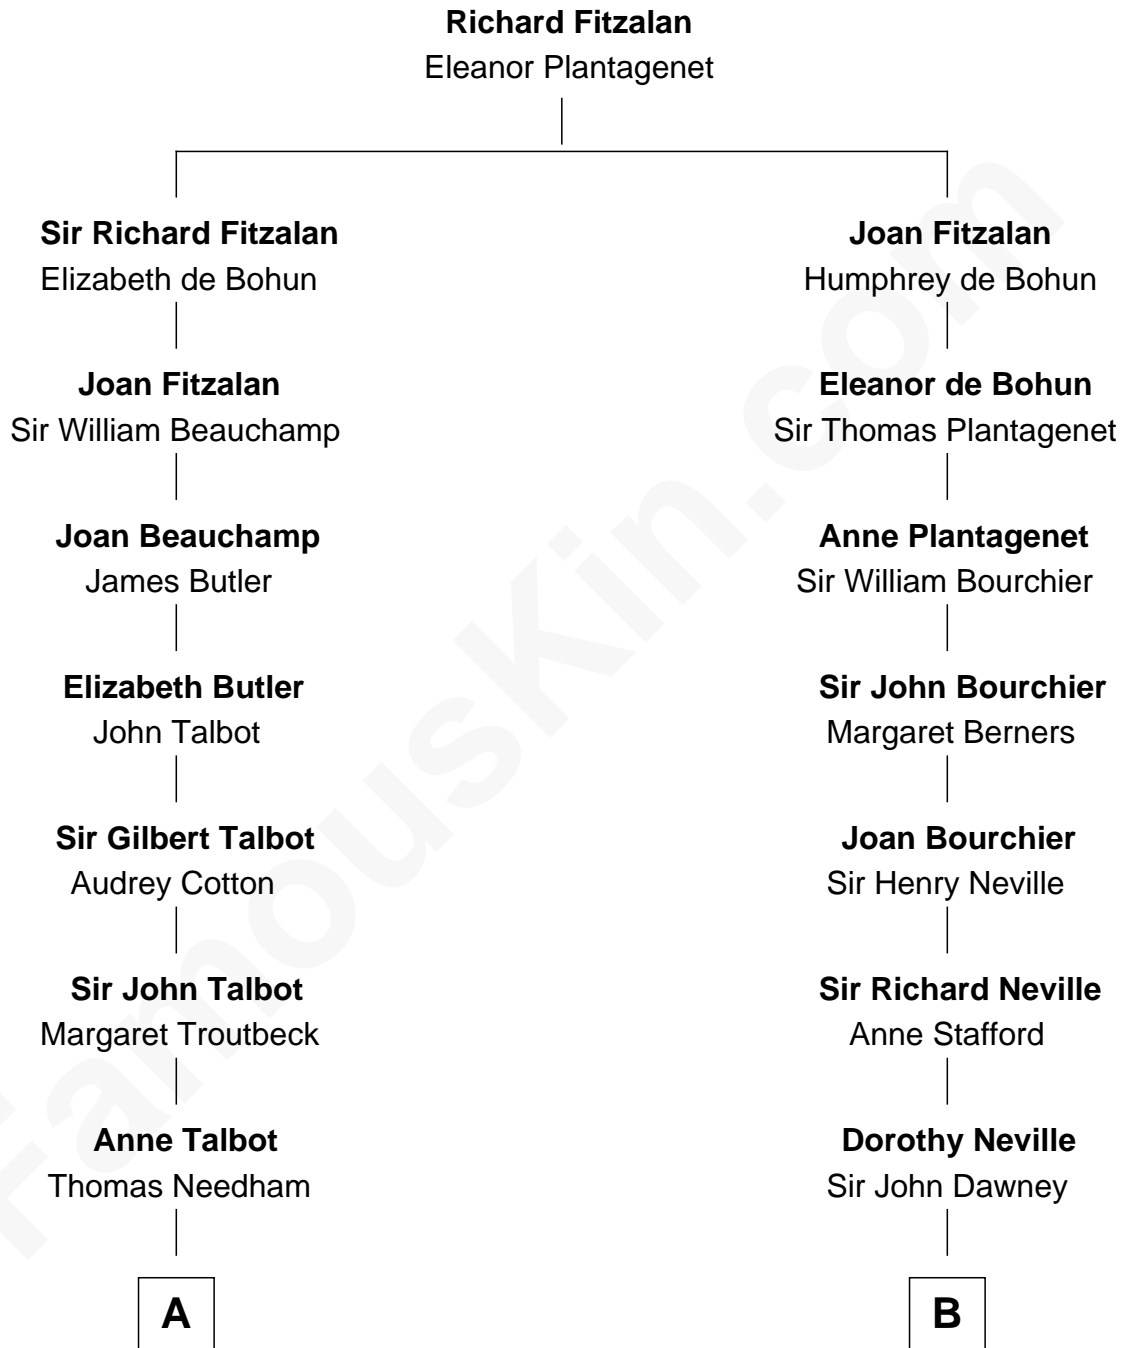 Richard Fitzalan
Eleanor Plantagenet
Sir Richard Fitzalan
Elizabeth de Bohun
Joan Fitzalan
Sir William Beauchamp
Joan Beauchamp
James Butler
Elizabeth Butler
John Talbot
Sir Gilbert Talbot
Audrey Cotton
Sir John Talbot
Margaret Troutbeck
Anne Talbot
Thomas Needham
A
Joan Fitzalan
Humphrey de Bohun
Eleanor de Bohun
Sir Thomas Plantagenet
Anne Plantagenet
Sir William Bourchier
Sir John Bourchier
Margaret Berners
Joan Bourchier
Sir Henry Neville
Sir Richard Neville
Anne Stafford
Dorothy Neville
Sir John Dawney
B
FamousKin.com